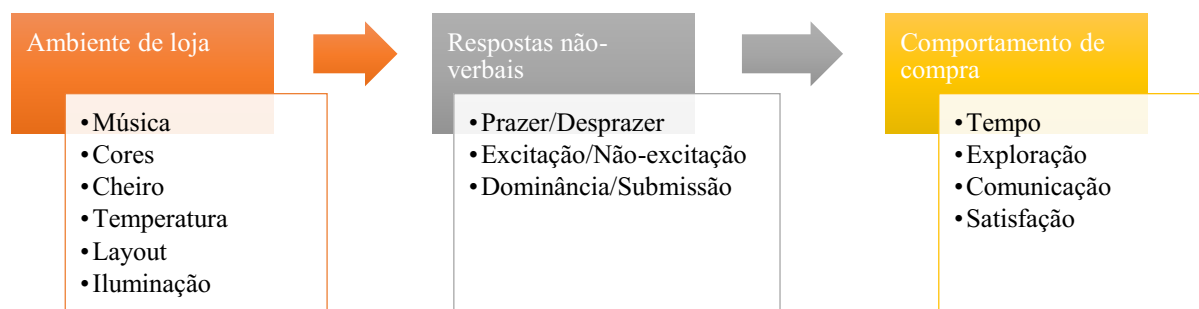 Ambiente de loja
•Música
•Cores
•Cheiro
•Temperatura
•Layout
•Iluminação
Respostas não-
verbais
•Prazer/Desprazer
•Excitação/Não-excitação
•Dominância/Submissão
Comportamento de
compra
•Tempo
•Exploração
•Comunicação
•Satisfação